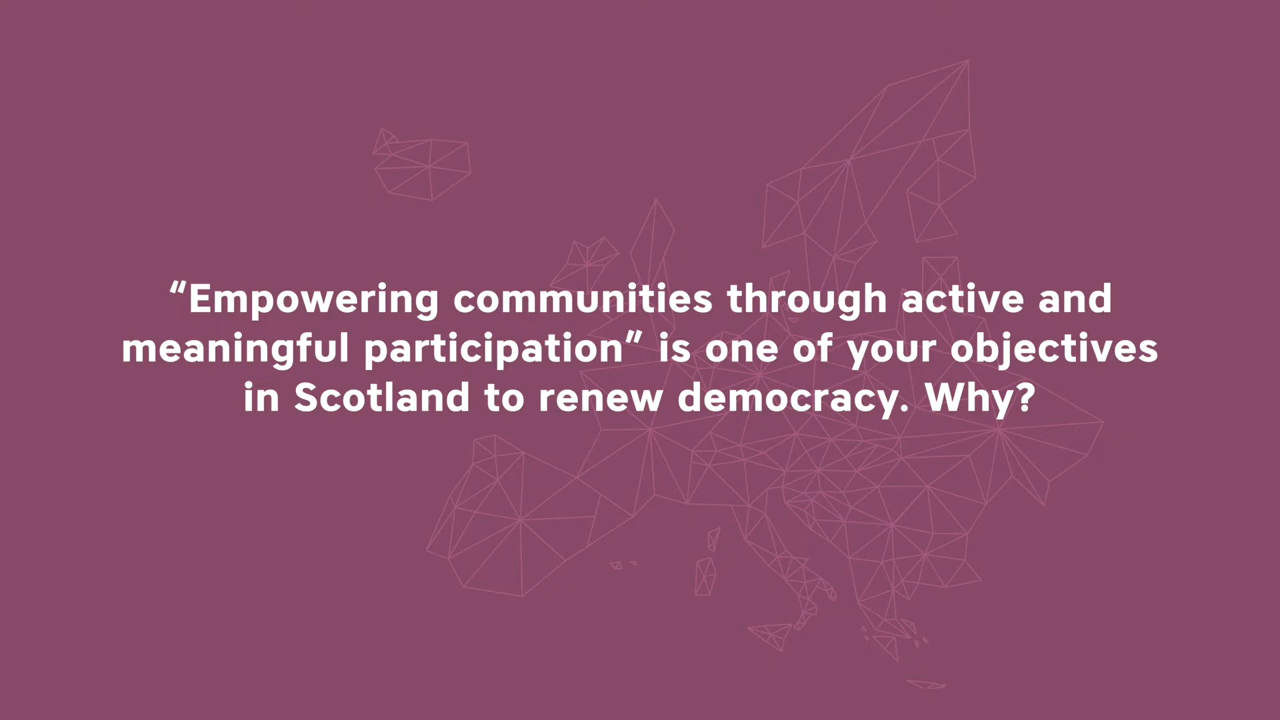 “Empowering communities through active and
meaningful participation” is one of your objectives
in Scotland to renew democracy. Why?